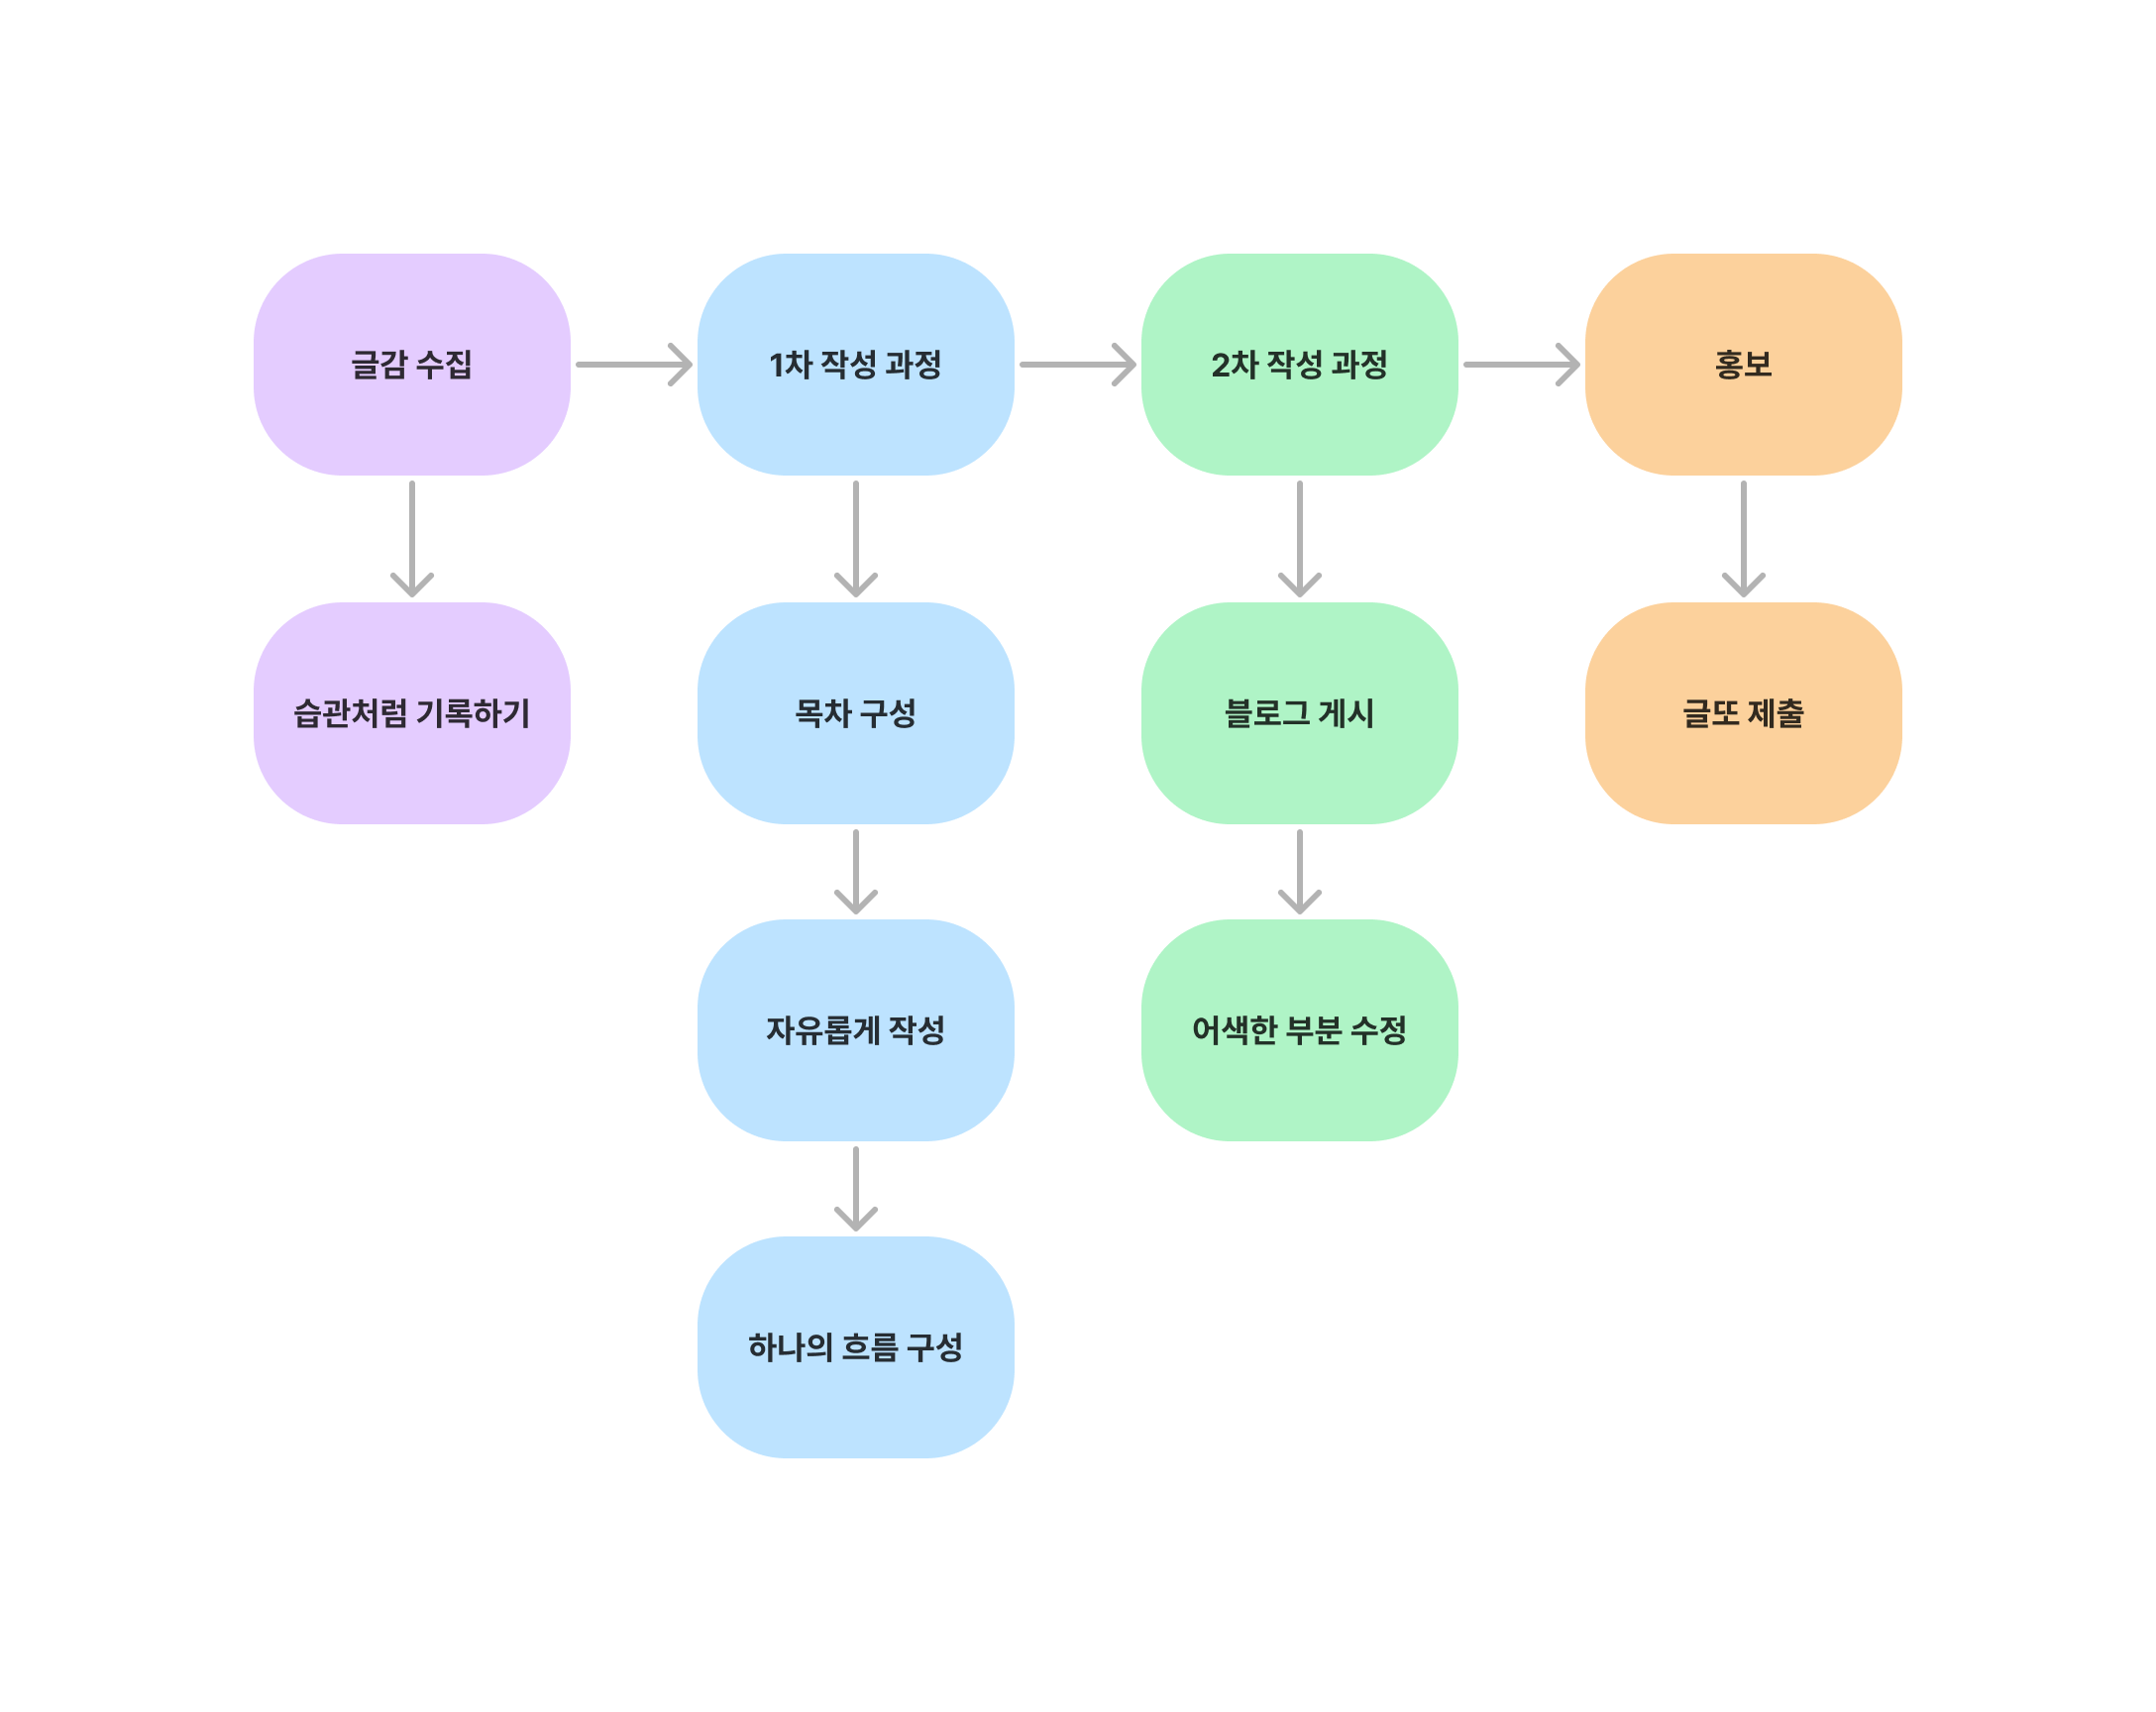 글감 수집
1차 작성 과정
2차 작성 과정
홍보
습관처럼 기록하기
목차 구성
블로그 게시
글또 제출
자유롭게 작성
어색한 부분 수정
하나의 흐름 구성